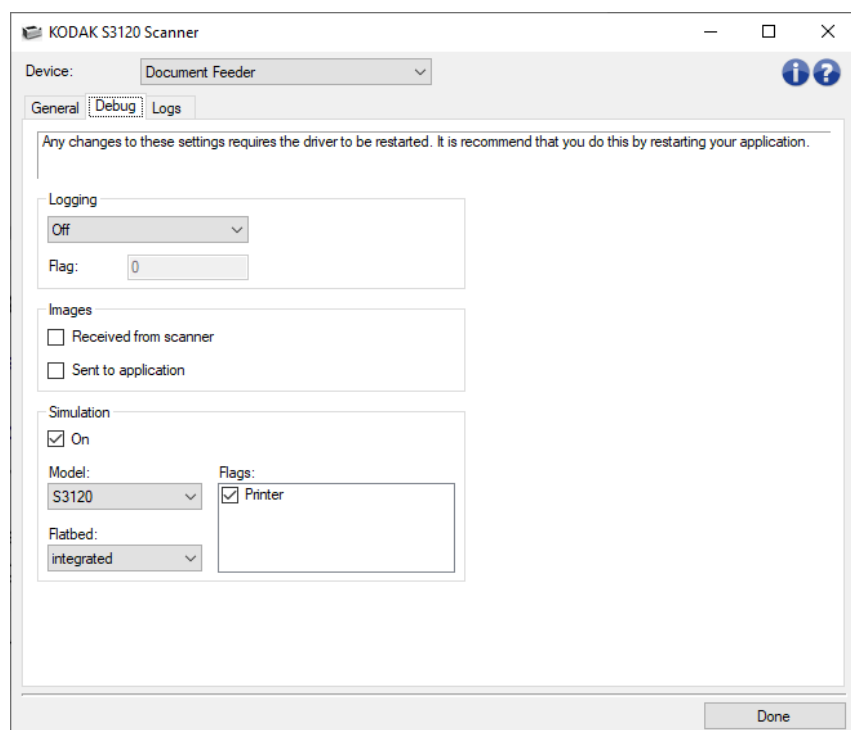 KODAK S3120 Scanner
Device: Document Feeder
General Debug Logs
Any changes to these settings requires the driver to be restarted. It is recommend that you do this by restarting your application.
Logging
Off
Flag: 0
Images
Received from scanner
Sent to application
Simulation
On
Model: Flags:
S3120 Printer
Flatbed:
integrated
Done